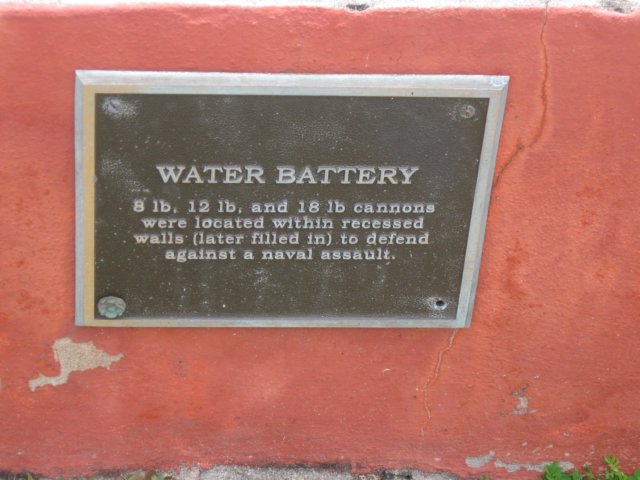 WATER BATTERY
8 lb, 12 lb, and 18 lb cannons
were located within recessed
walls (later filled in) to defend
against a naval assault.